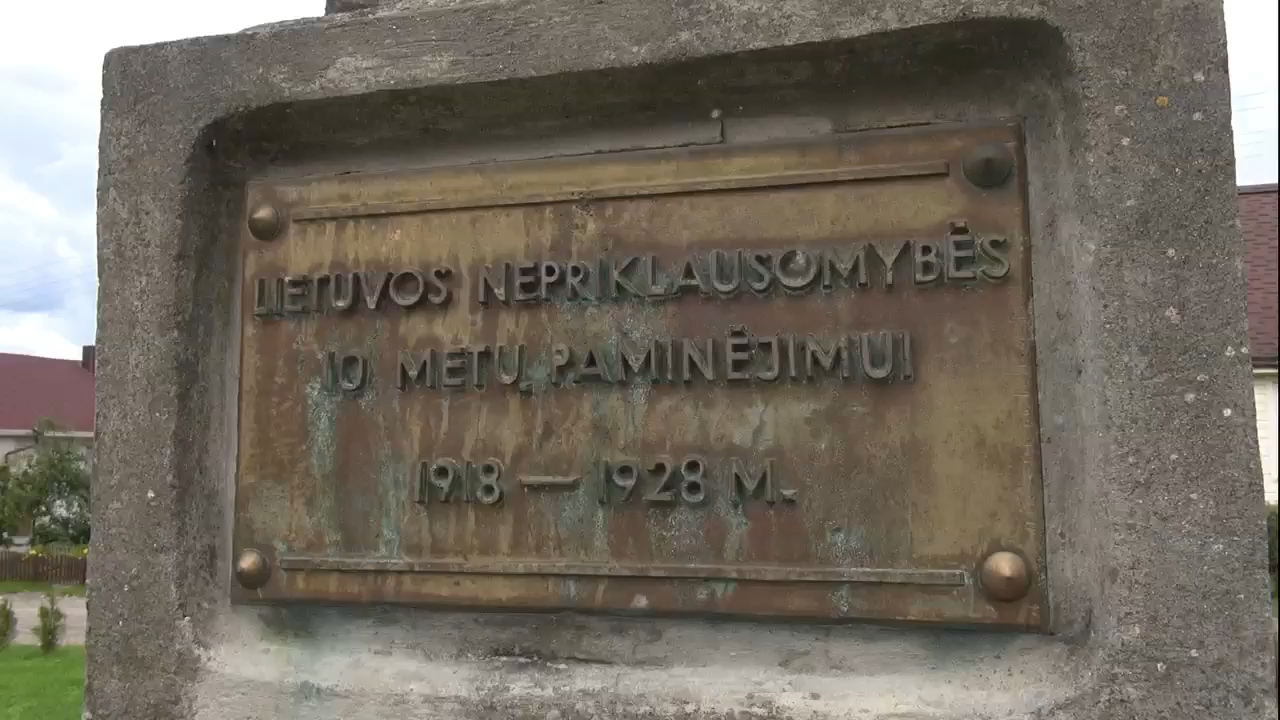 LIETUVOS NEPRIKLAUSOMYBĖS
10 METŲ PAMINĖJIMUI
1918 — 1928 M.